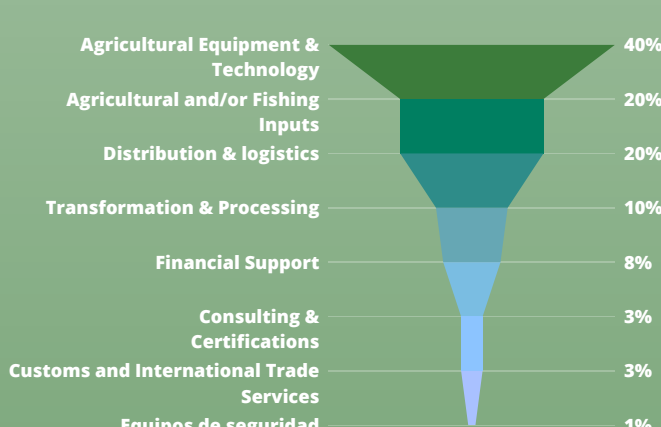 Agricultural Equipment & 40%
Technology
Agricultural and/or Fishing 20%
Inputs
Distribution & logistics 20%
Transformation & Processing 10%
Financial Support 8%
Consulting & 3%
Certifications
Customs and International Trade 3%
Services
Equipos de seguridad 1%